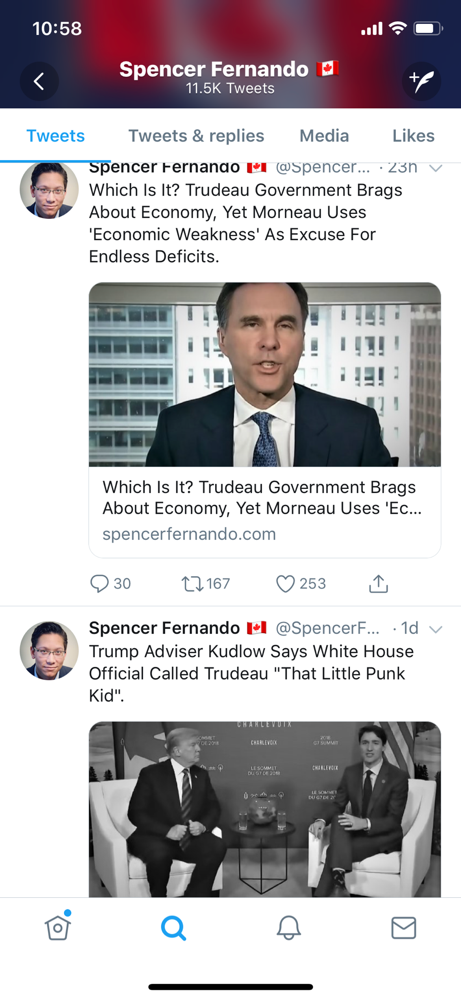 10:58
Spencer Fernando 🇨🇦
11.5K Tweets
Tweets
Tweets & replies
Media
Likes
Spencer Fernando 🇨🇦 @Spencer... · 23h
Which Is It? Trudeau Government Brags
About Economy, Yet Morneau Uses
'Economic Weakness' As Excuse For
Endless Deficits.
Which Is It? Trudeau Government Brags
About Economy, Yet Morneau Uses 'Ec...
spencerfernando.com
30
167
253
Spencer Fernando 🇨🇦 @SpencerF... · 1d
Trump Adviser Kudlow Says White House
Official Called Trudeau "That Little Punk
Kid".
CHARLEVOIX
SOMMET
DE 2018
CHARLEVOIX
2018
G7 SUMMIT
LE SOMMET
DU G7 DE 2018
CHARLEVOIX
LE SOMMET
DU G7 DE 20